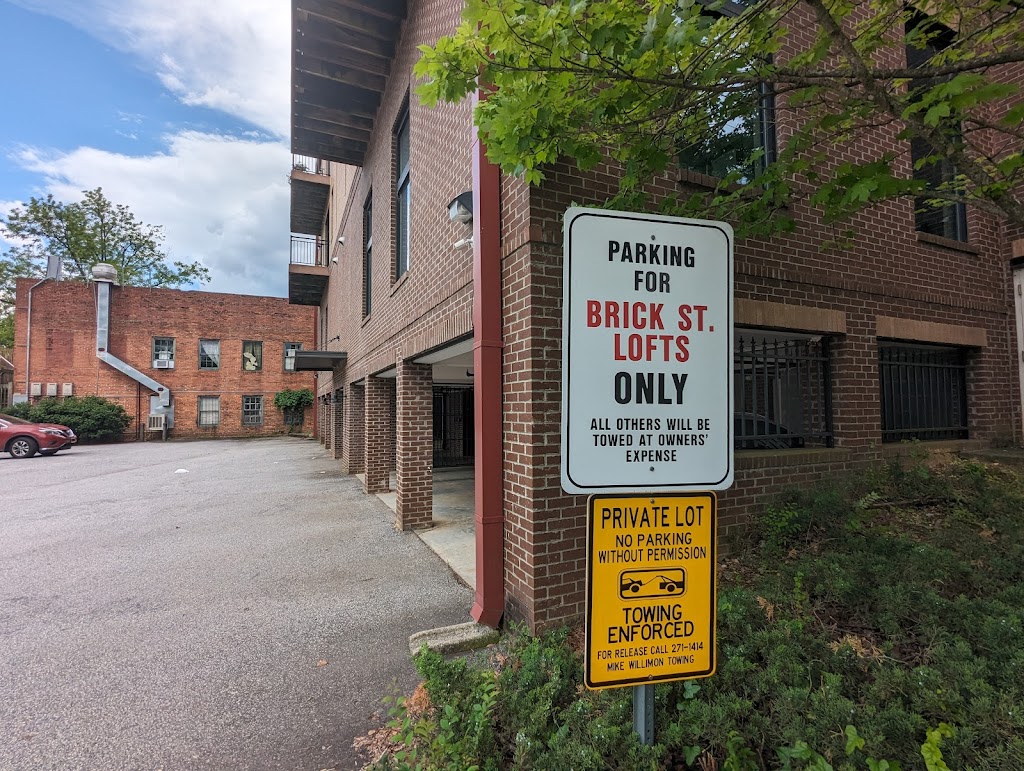 PARKING
FOR
BRICK ST.
LOFTS
ONLY
ALL OTHERS WILL BE
TOWED AT OWNERS'
EXPENSE
PRIVATE LOT
NO PARKING
WITHOUT PERMISSION
TOWING
ENFORCED
FOR RELEASE CALL 271-1414
MIKE WILLIMON TOWING